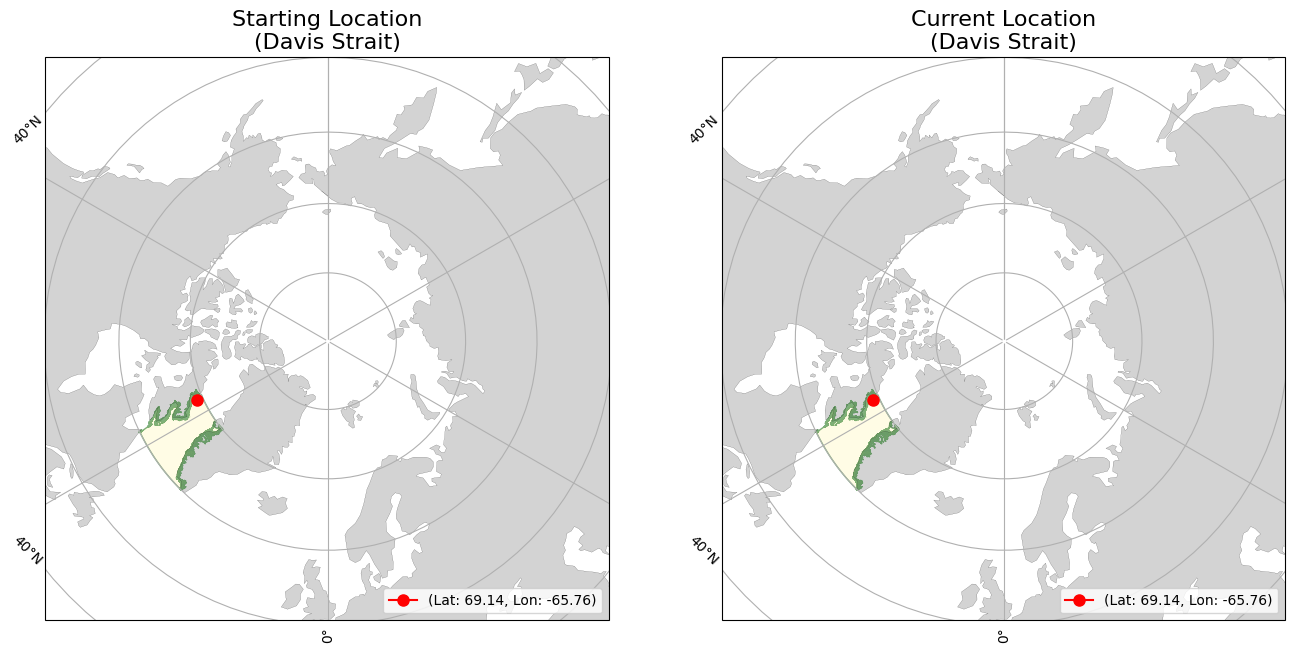 Starting Location
(Davis Strait)
40°N
40°N
0°
(Lat: 69.14, Lon: -65.76)
Current Location
(Davis Strait)
40°N
40°N
0°
(Lat: 69.14, Lon: -65.76)